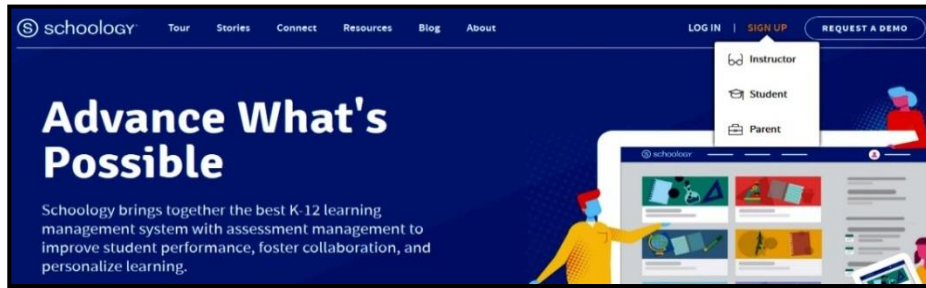 schoology Tour Stories Connect Resources Blog About LOG IN | SIGN UP REQUEST A DEMO
Instructor
Student
Parent
Advance What's
Possible
Schoology brings together the best K-12 learning
management system with assessment management to
improve student performance, foster collaboration, and
personalize learning.
schoology